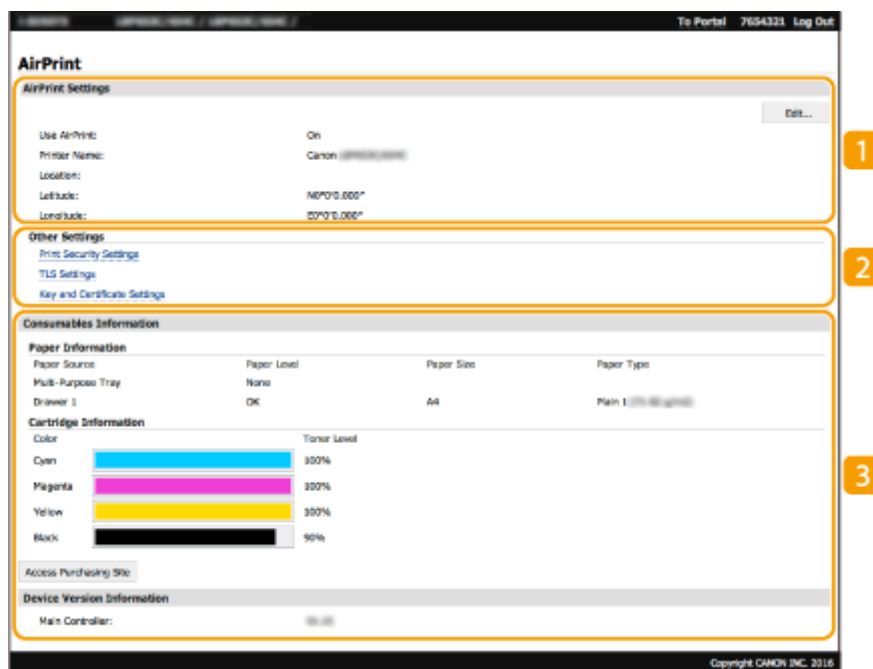 To Portal 7654321 Log Out
AirPrint
AirPrint Settings
Edit...
Use AirPrint: On
Printer Name: Canon
Location:
Latitude: N0°0'0.000"
Longitude: E0°0'0.000"
1
Other Settings
Print Security Settings
TLS Settings
Key and Certificate Settings
2
Consumables Information
Paper Information
Paper Source Paper Level Paper Size Paper Type
Multi-Purpose Tray None
Drawer 1 OK A4 Plain 1
Cartridge Information
Color Toner Level
Cyan 100%
Magenta 100%
Yellow 100%
Black 90%
3
Access Purchasing Site
Device Version Information
Main Controller:
Copyright CANON INC. 2016